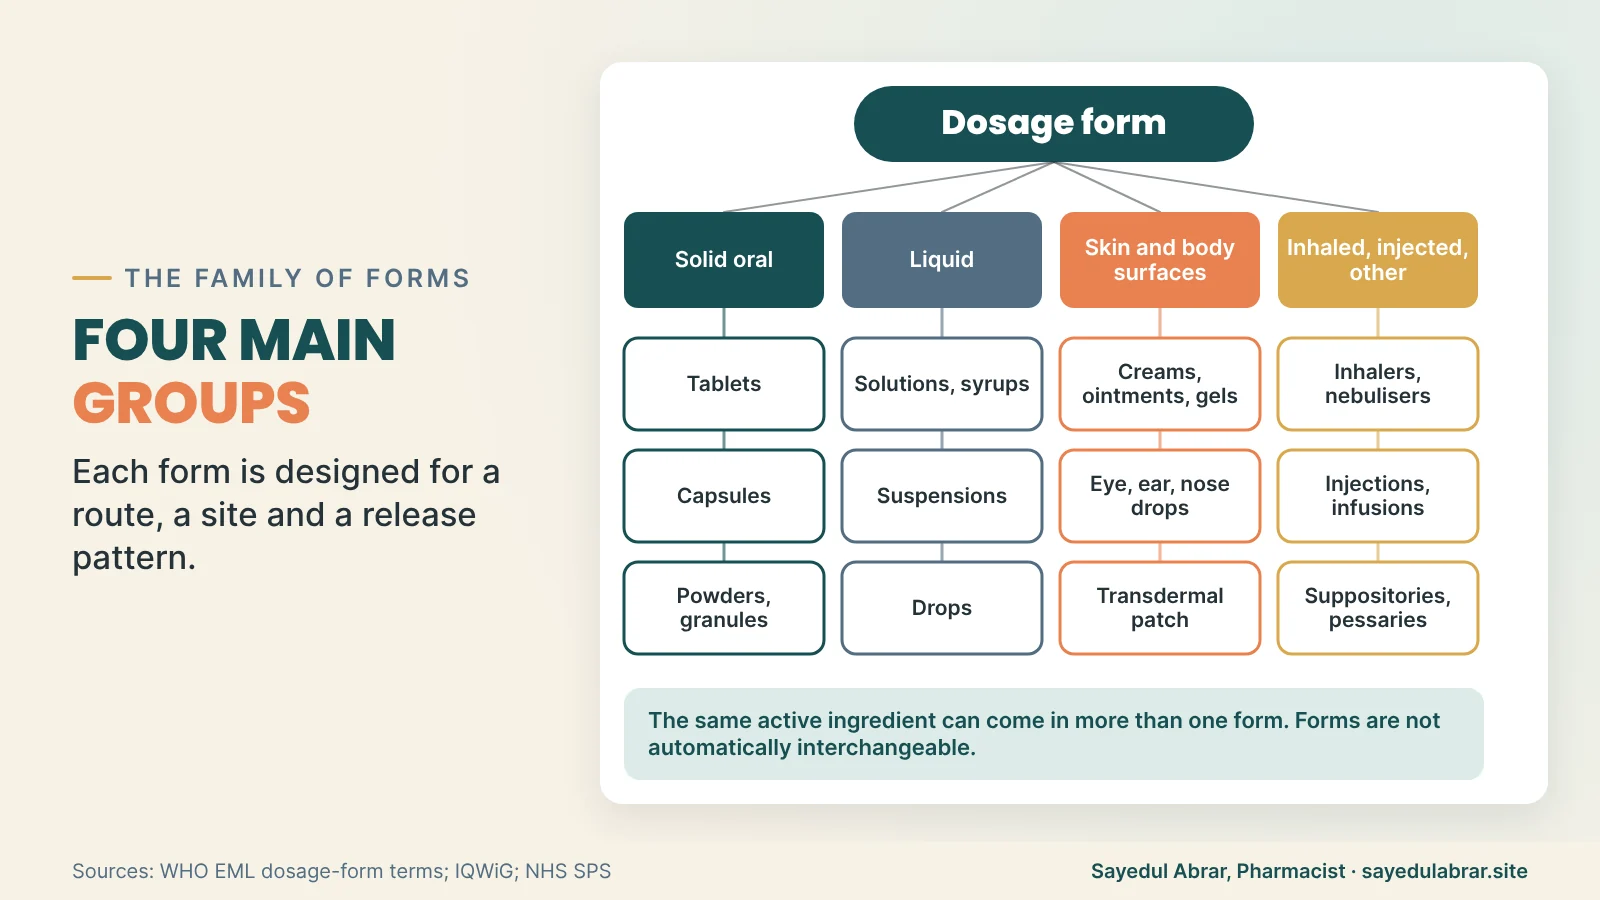 THE FAMILY OF FORMS
FOUR MAIN
GROUPS
Each form is designed for a
route, a site and a release
pattern.
Dosage form
Solid oral
Liquid
Skin and body
surfaces
Inhaled, injected,
other
Tablets
Solutions, syrups
Creams,
ointments, gels
Inhalers,
nebulisers
Capsules
Suspensions
Eye, ear, nose
drops
Injections,
infusions
Powders,
granules
Drops
Transdermal
patch
Suppositories,
pessaries
The same active ingredient can come in more than one form. Forms are not
automatically interchangeable.
Sources: WHO EML dosage-form terms; IQWiG; NHS SPS
Sayedul Abrar, Pharmacist · sayedulabrar.site